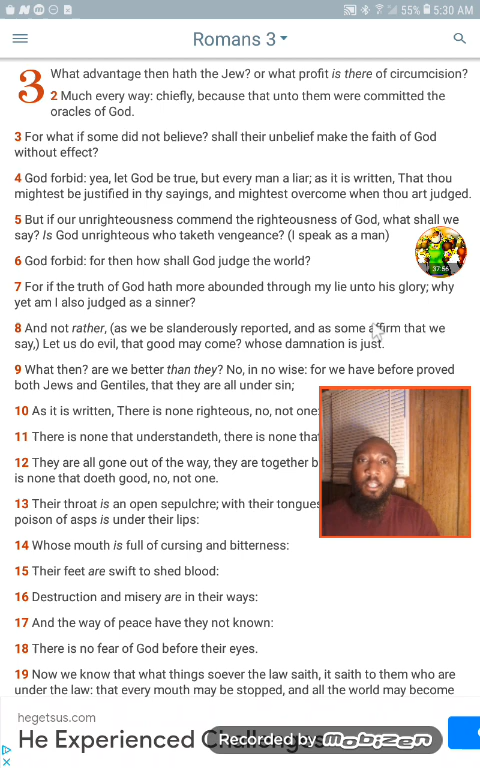 55% 5:30 AM
Romans 3
3 What advantage then hath the Jew? or what profit is there of circumcision?
2 Much every way: chiefly, because that unto them were committed the
oracles of God.
3 For what if some did not believe? shall their unbelief make the faith of God
without effect?
4 God forbid: yea, let God be true, but every man a liar; as it is written, That thou
mightest be justified in thy sayings, and mightest overcome when thou art judged.
5 But if our unrighteousness commend the righteousness of God, what shall we
say? Is God unrighteous who taketh vengeance? (I speak as a man)
37:56
6 God forbid: for then how shall God judge the world?
7 For if the truth of God hath more abounded through my lie unto his glory; why
yet am I also judged as a sinner?
8 And not rather, (as we be slanderously reported, and as some affirm that we
say,) Let us do evil, that good may come? whose damnation is just.
9 What then? are we better than they? No, in no wise: for we have before proved
both Jews and Gentiles, that they are all under sin;
10 As it is written, There is none righteous, no, not one:
11 There is none that understandeth, there is none
12 They are all gone out of the way, they are together
is none that doeth good, no, not one.
13 Their throat is an open sepulchre; with their tongues
poison of asps is under their lips:
14 Whose mouth is full of cursing and bitterness:
15 Their feet are swift to shed blood:
16 Destruction and misery are in their ways:
17 And the way of peace have they not known:
18 There is no fear of God before their eyes.
19 Now we know that what things soever the law saith, it saith to them who are
under the law: that every mouth may be stopped, and all the world may become
hegetsus.com
He Experienced
Recorded by Mobizen